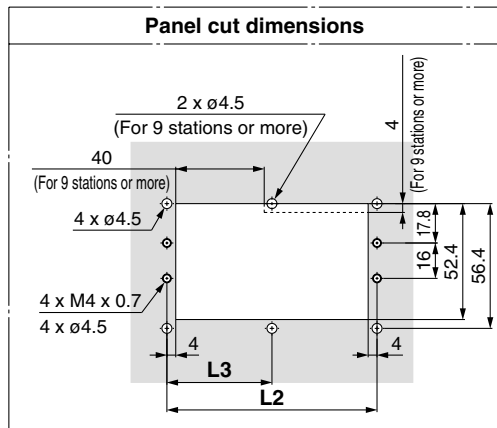 Panel cut dimensions
2 x ø4.5
(For 9 stations or more)
40
(For 9 stations or more)
4
(For 9 stations or more)
4 x ø4.5
17.8
16
52.4
56.4
4 x M4 x 0.7
4 x ø4.5
4
4
L3
L2